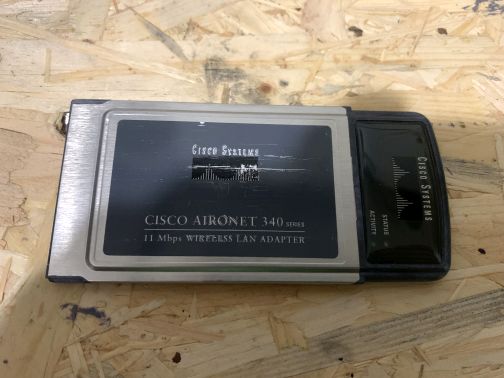 CISCO SYSTEMS
CISCO AIRONET 340 SERIES
11 Mbps WIRELESS LAN ADAPTER
CISCO SYSTEMS
STATUS
ACTIVITY